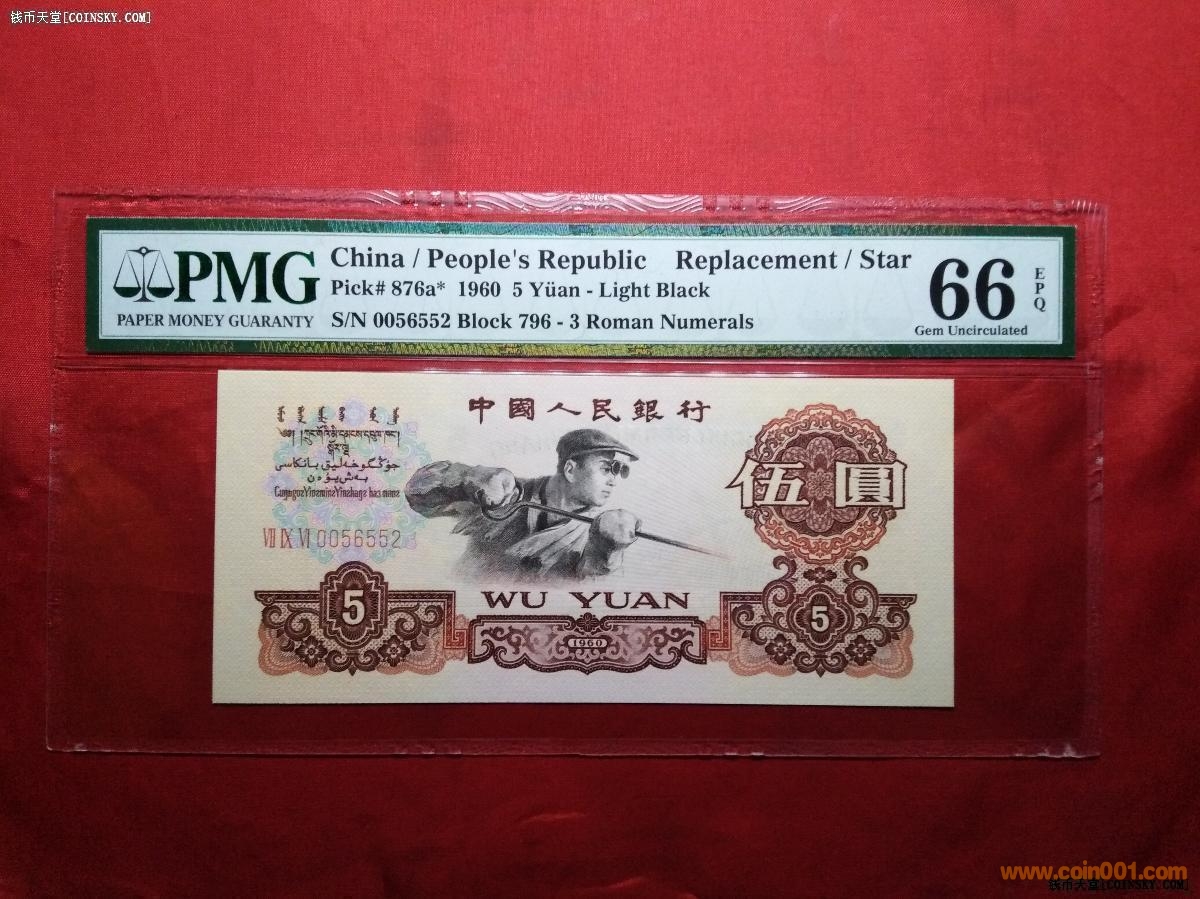 钱币天堂[COINSKY.COM]
PMG
PAPER MONEY GUARANTY
China / People's Republic Replacement / Star
Pick# 876a* 1960 5 Yüan - Light Black
S/N 0056552 Block 796 - 3 Roman Numerals
66
EPQ
Gem Uncirculated
中國人民銀行
伍圓
VII IX VI 0056552
WU YUAN
5
1960
5
www.coin001.com
钱币天堂[COINSKY.COM]